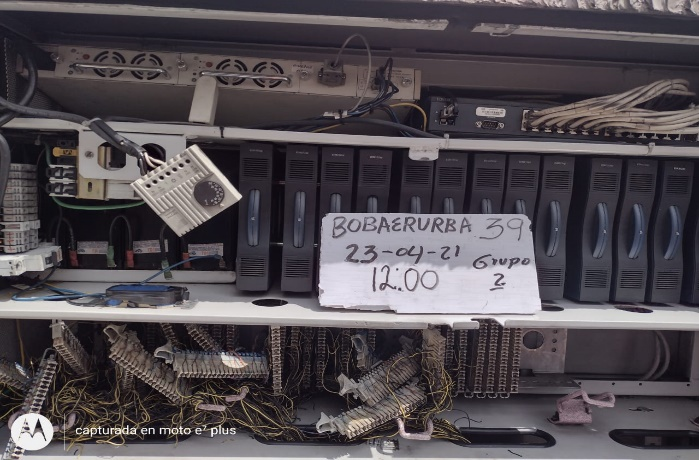 BOBAERURBA 39
23-04-21
12:00
Grupo
2
capturada en moto e⁵ plus